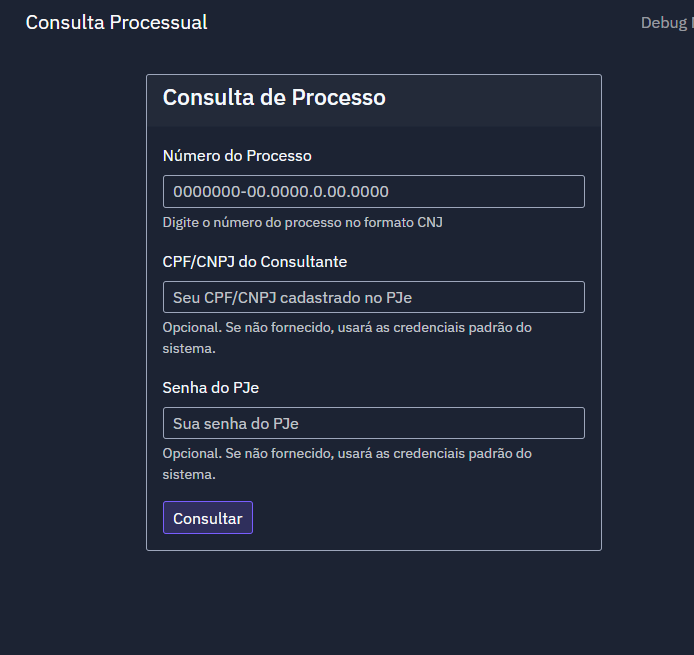 Consulta Processual
Debug
Consulta de Processo
Número do Processo
0000000-00.0000.0.00.0000
Digite o número do processo no formato CNJ
CPF/CNPJ do Consultante
Seu CPF/CNPJ cadastrado no PJe
Opcional. Se não fornecido, usará as credenciais padrão do
sistema.
Senha do PJe
Sua senha do PJe
Opcional. Se não fornecido, usará as credenciais padrão do
sistema.
Consultar